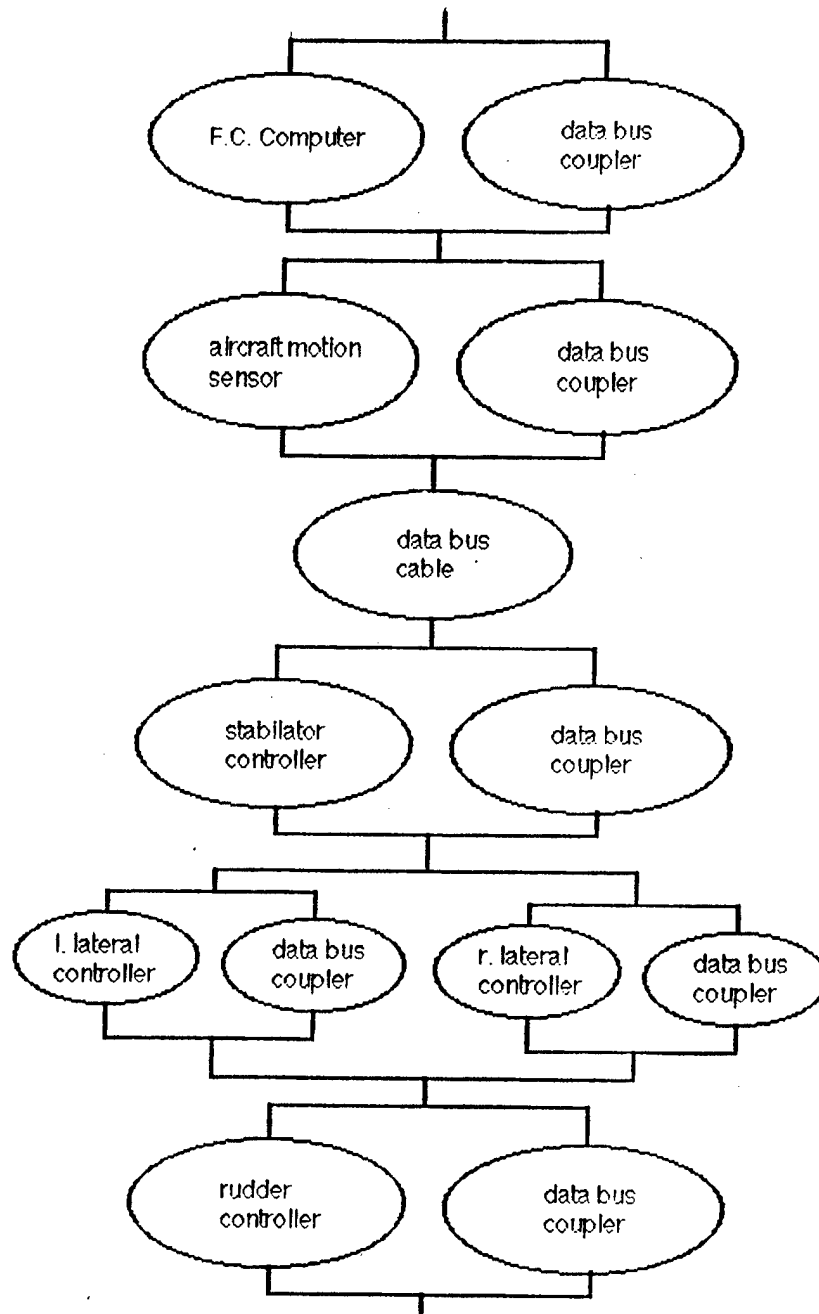 F.C. Computer
data bus
coupler
aircraft motion
sensor
data bus
coupler
data bus
cable
stabilator
controller
data bus
coupler
l. lateral
controller
data bus
coupler
r. lateral
controller
data bus
coupler
rudder
controller
data bus
coupler